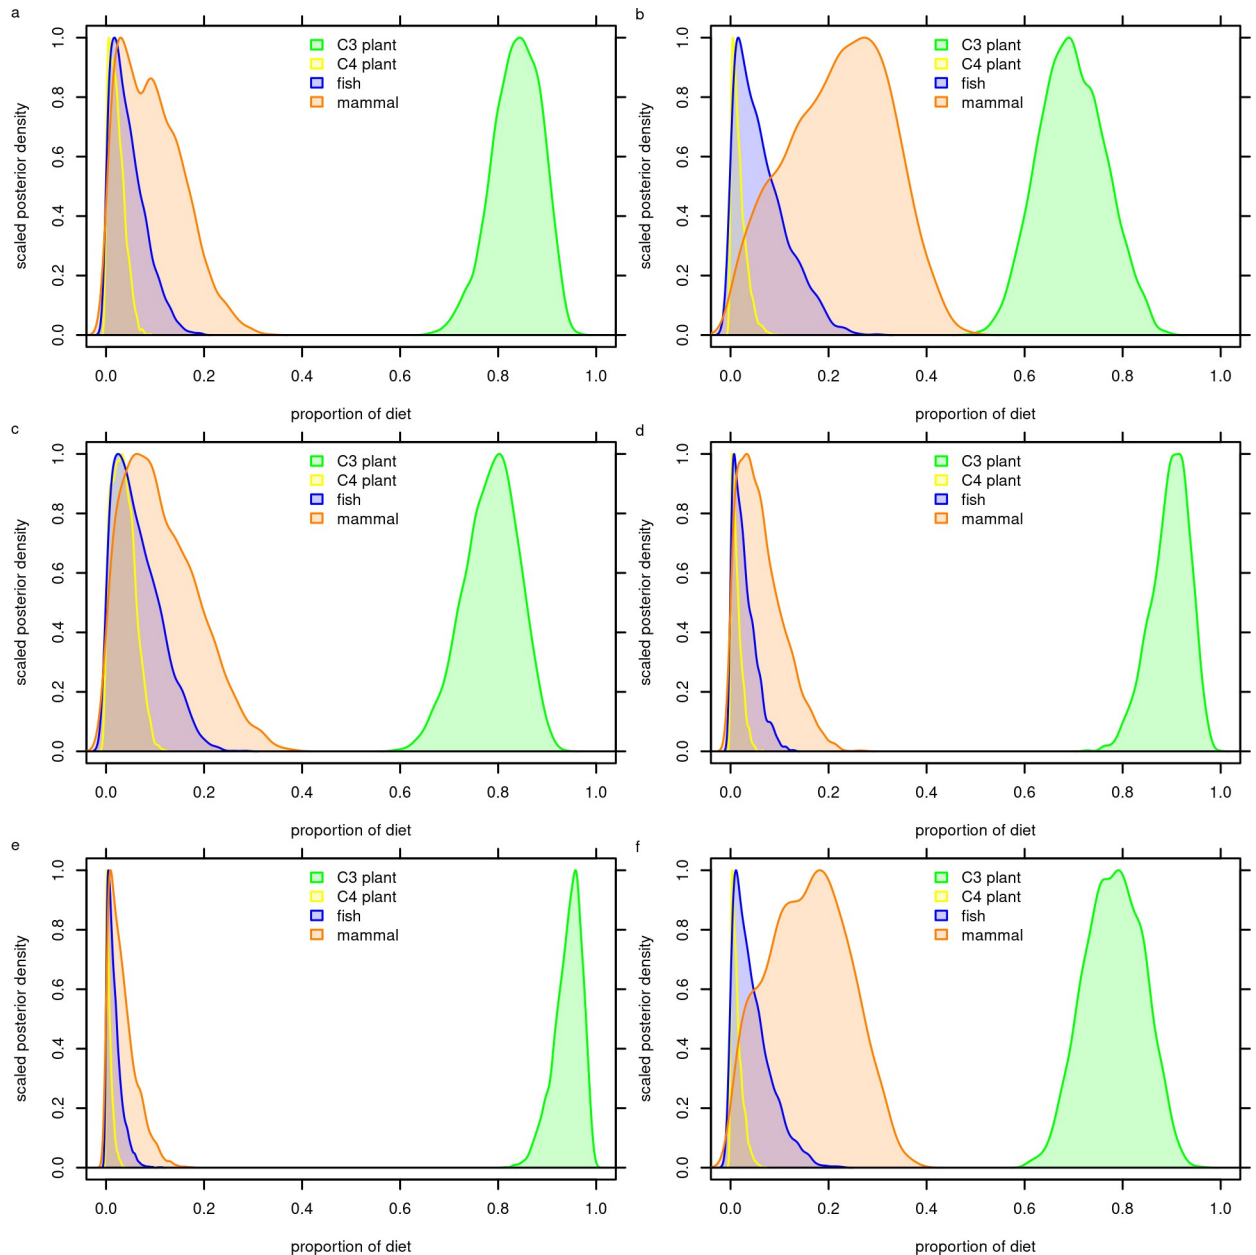 a
1.0
0.8
0.6
0.4
0.2
0.0
scaled posterior density
C3 plant
C4 plant
fish
mammal
0.0 0.2 0.4 0.6 0.8 1.0
proportion of diet
b
1.0
0.8
0.6
0.4
0.2
0.0
scaled posterior density
C3 plant
C4 plant
fish
mammal
0.0 0.2 0.4 0.6 0.8 1.0
proportion of diet
c
1.0
0.8
0.6
0.4
0.2
0.0
scaled posterior density
C3 plant
C4 plant
fish
mammal
0.0 0.2 0.4 0.6 0.8 1.0
proportion of diet
d
1.0
0.8
0.6
0.4
0.2
0.0
scaled posterior density
C3 plant
C4 plant
fish
mammal
0.0 0.2 0.4 0.6 0.8 1.0
proportion of diet
e
1.0
0.8
0.6
0.4
0.2
0.0
scaled posterior density
C3 plant
C4 plant
fish
mammal
0.0 0.2 0.4 0.6 0.8 1.0
proportion of diet
f
1.0
0.8
0.6
0.4
0.2
0.0
scaled posterior density
C3 plant
C4 plant
fish
mammal
0.0 0.2 0.4 0.6 0.8 1.0
proportion of diet